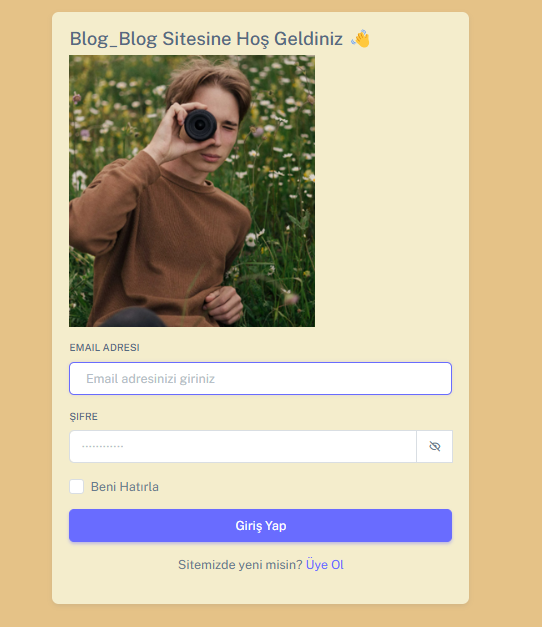 Blog_Blog Sitesine Hoş Geldiniz 👋
EMAIL ADRESI
Email adresinizi giriniz
ŞIFRE
············
Beni Hatırla
Giriş Yap
Sitemizde yeni misin? Üye Ol